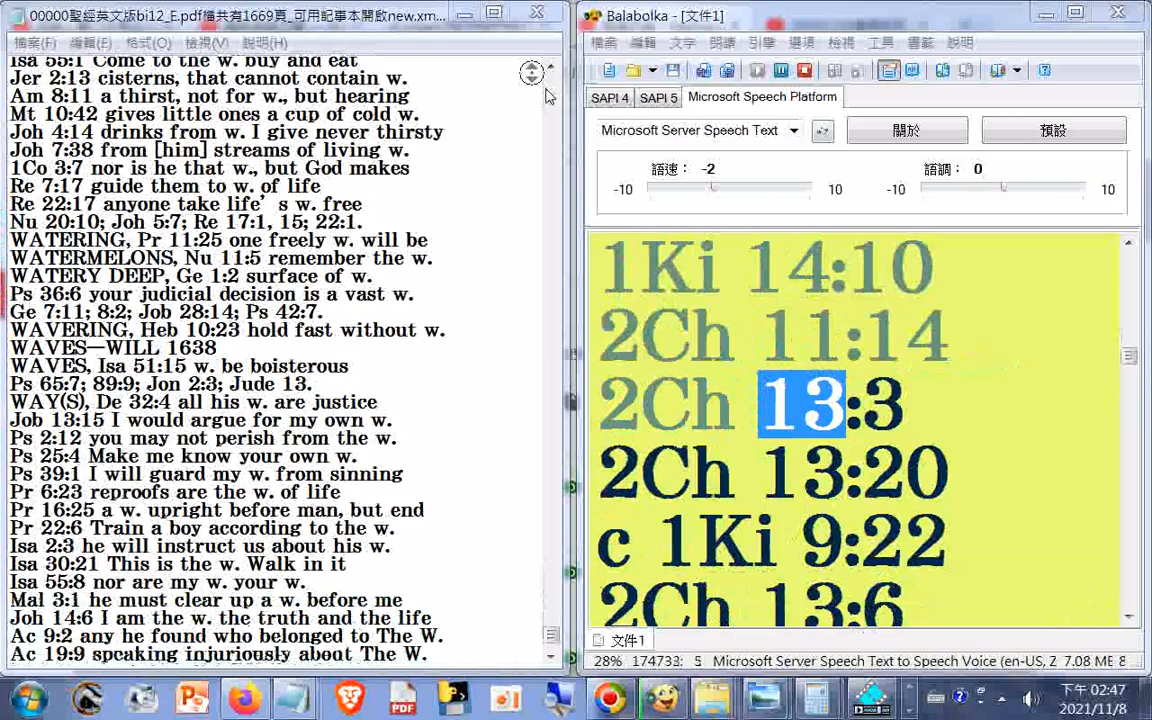 00000聖經英文版bi12_E.pdf檔共有1669頁_可用記事本開啟new.xm...
檔案(F) 編輯(E) 格式(O) 檢視(V) 說明(H)
Isa 55:1 Come to the w. buy and eat
Jer 2:13 cisterns, that cannot contain w.
Am 8:11 a thirst, not for w., but hearing
Mt 10:42 gives little ones a cup of cold w.
Joh 4:14 drinks from w. I give never thirsty
Joh 7:38 from [him] streams of living w.
1Co 3:7 nor is he that w., but God makes
Re 7:17 guide them to w. of life
Re 22:17 anyone take life’s w. free
Nu 20:10; Joh 5:7; Re 17:1, 15; 22:1.
WATERING, Pr 11:25 one freely w. will be
WATERMELONS, Nu 11:5 remember the w.
WATERY DEEP, Ge 1:2 surface of w.
Ps 36:6 your judicial decision is a vast w.
Ge 7:11; 8:2; Job 28:14; Ps 42:7.
WAVERING, Heb 10:23 hold fast without w.
WAVES—WILL 1638
WAVES, Isa 51:15 w. be boisterous
Ps 65:7; 89:9; Jon 2:3; Jude 13.
WAY(S), De 32:4 all his w. are justice
Job 13:15 I would argue for my own w.
Ps 2:12 you may not perish from the w.
Ps 25:4 Make me know your own w.
Ps 39:1 I will guard my w. from sinning
Pr 6:23 reproofs are the w. of life
Pr 16:25 a w. upright before man, but end
Pr 22:6 Train a boy according to the w.
Isa 2:3 he will instruct us about his w.
Isa 30:21 This is the w. Walk in it
Isa 55:8 nor are my w. your w.
Mal 3:1 he must clear up a w. before me
Joh 14:6 I am the w. the truth and the life
Ac 9:2 any he found who belonged to The W.
Ac 19:9 speaking injuriously about The W.
Balabolka - [文件1]
檔案 編輯 文字 朗讀 引擎 選項 檢視 工具 書籤 說明
SAPI 4 SAPI 5 Microsoft Speech Platform
Microsoft Server Speech Text 關於 預設
語速： -2 語調： 0
-10 10 -10 10
1Ki 14:10
2Ch 11:14
2Ch 13:3
2Ch 13:20
c 1Ki 9:22
2Ch 13:6
文件1
28% 174733: 5 Microsoft Server Speech Text to Speech Voice (en-US, Z 7.08 MB 8
PDF
下午 02:47
2021/11/8